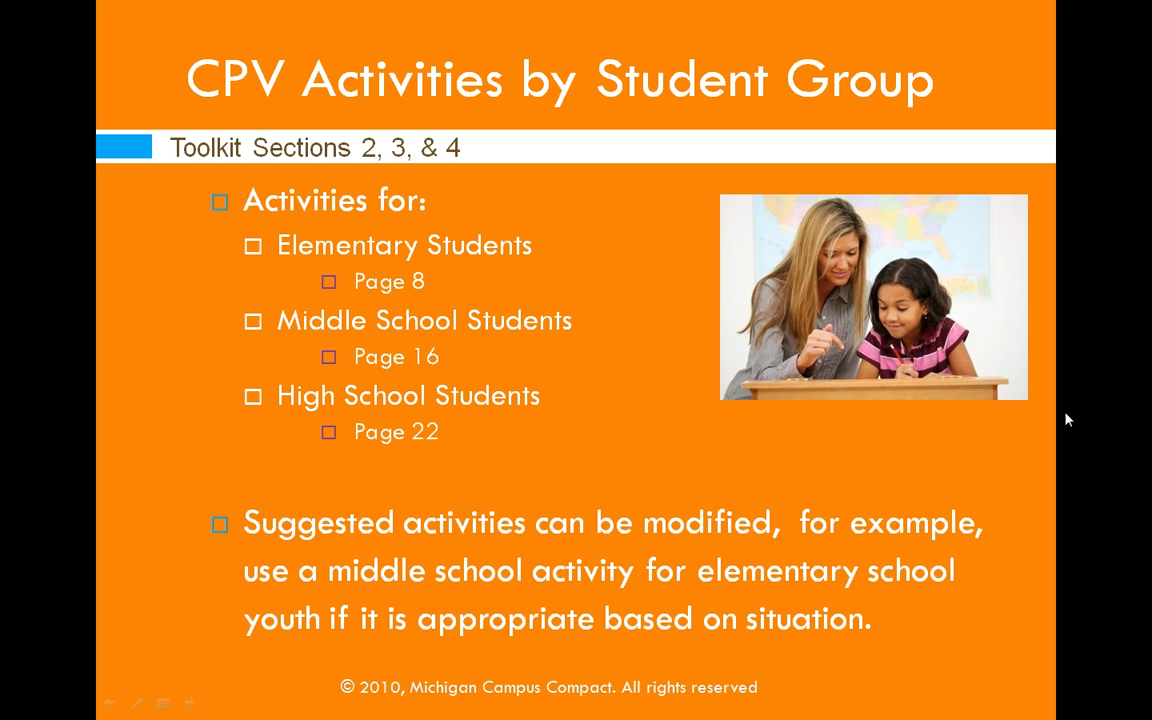 CPV Activities by Student Group
Toolkit Sections 2, 3, & 4
Activities for:
Elementary Students
Page 8
Middle School Students
Page 16
High School Students
Page 22
Suggested activities can be modified, for example,
use a middle school activity for elementary school
youth if it is appropriate based on situation.
© 2010, Michigan Campus Compact. All rights reserved